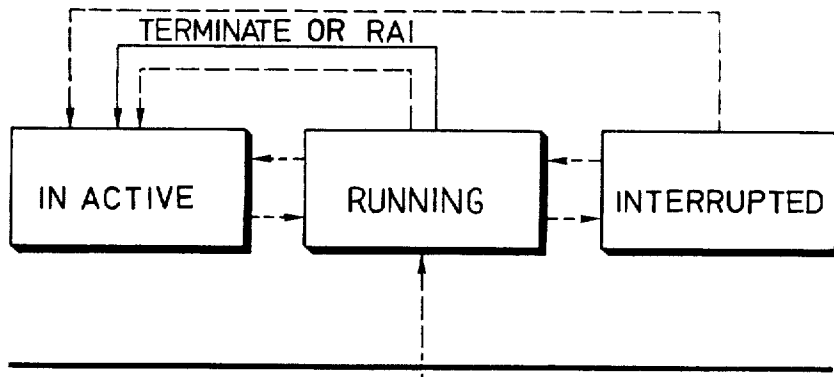 TERMINATE OR RAI
IN ACTIVE
RUNNING
INTERRUPTED